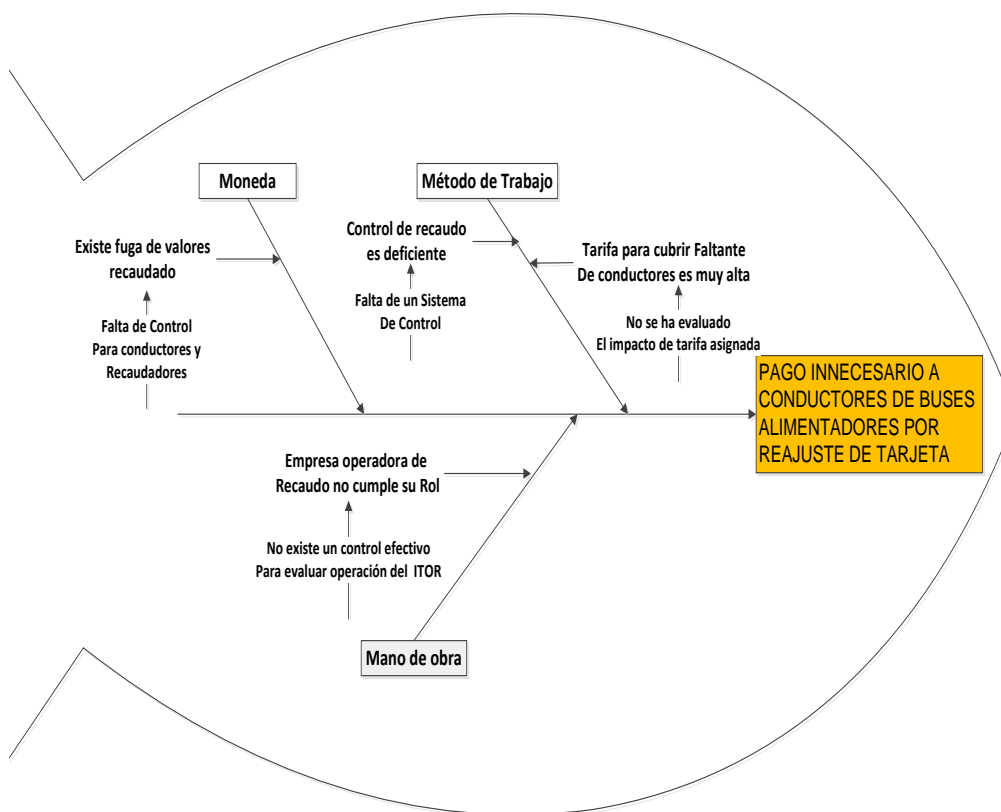 Moneda
Método de Trabajo
Existe fuga de valores
recaudado
Falta de Control
Para conductores y
Recaudadores
Control de recaudo
es deficiente
Falta de un Sistema
De Control
Tarifa para cubrir Faltante
De conductores es muy alta
No se ha evaluado
El impacto de tarifa asignada
PAGO INNECESARIO A
CONDUCTORES DE BUSES
ALIMENTADORES POR
REAJUSTE DE TARJETA
Empresa operadora de
Recaudo no cumple su Rol
No existe un control efectivo
Para evaluar operación del ITOR
Mano de obra